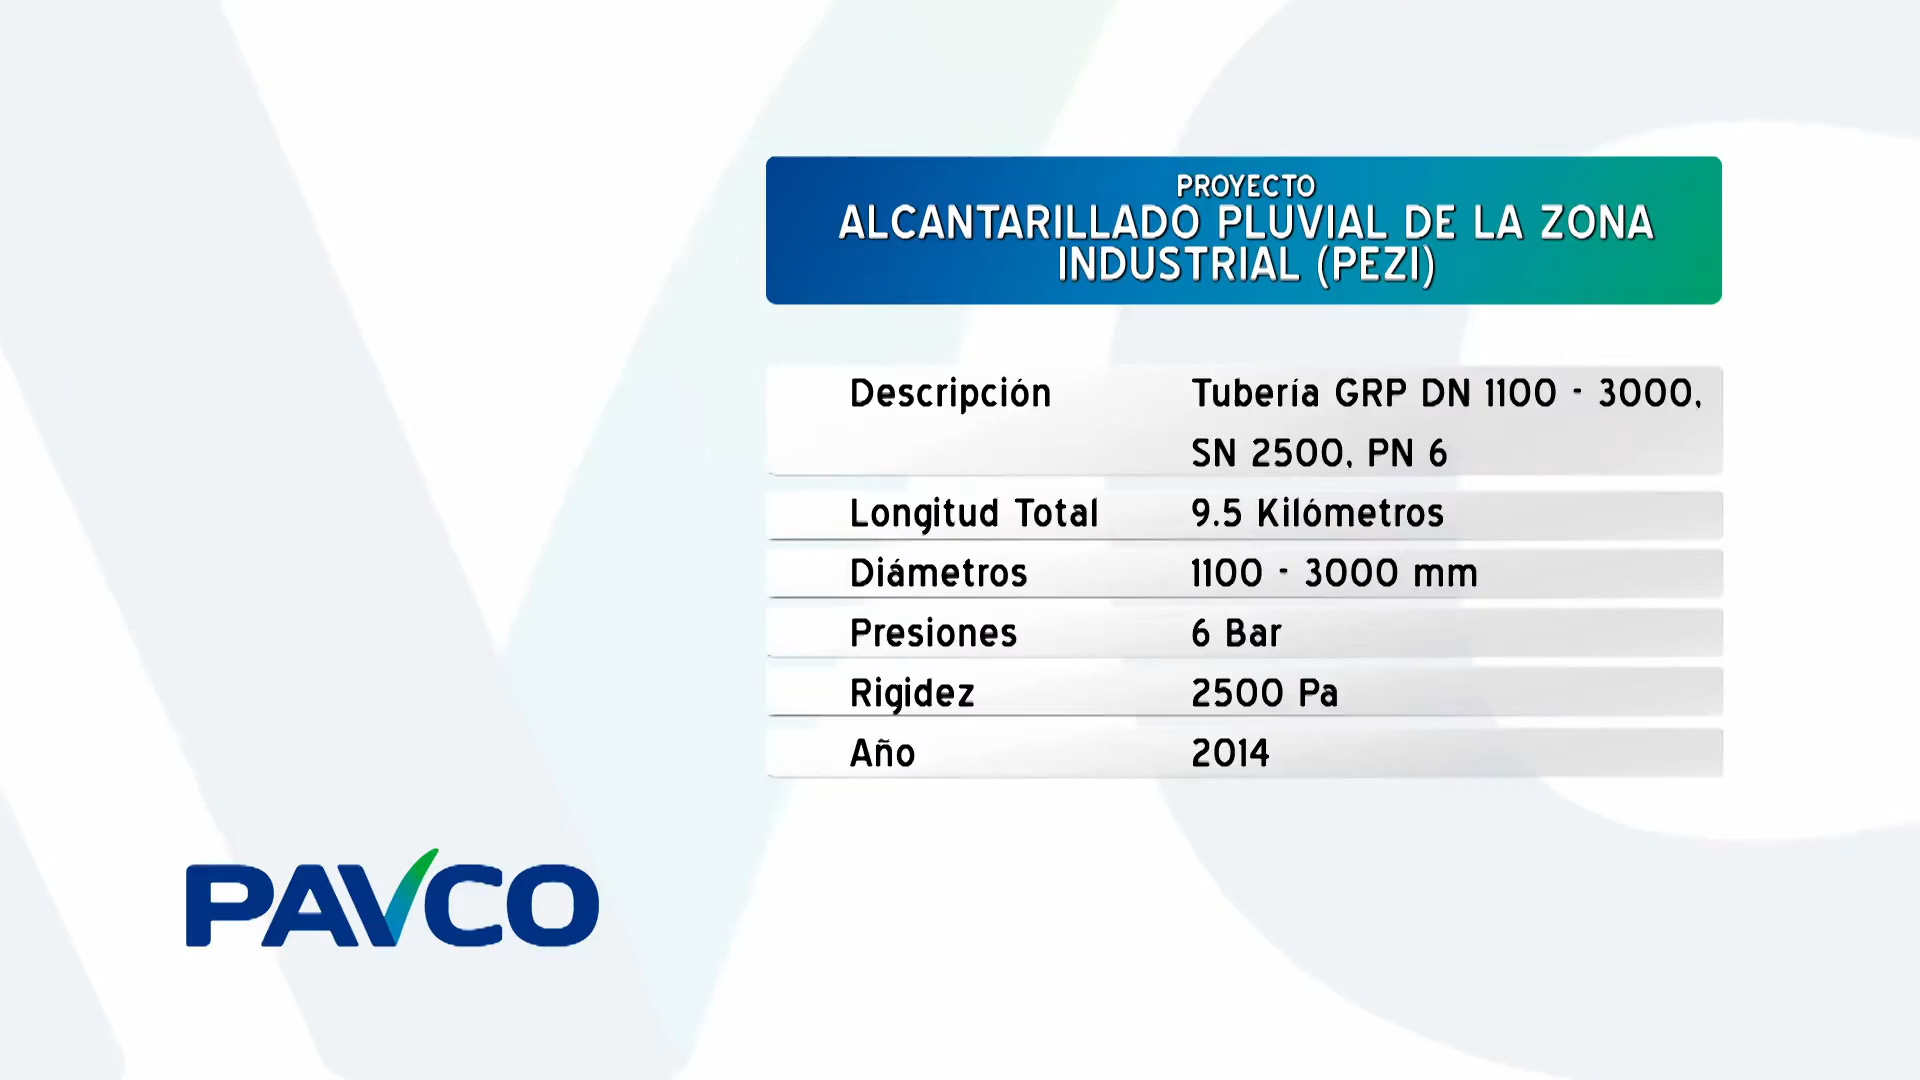 PROYECTO
ALCANTARILLADO PLUVIAL DE LA ZONA
INDUSTRIAL (PEZI)
Descripción Tubería GRP DN 1100 - 3000,
SN 2500, PN 6
Longitud Total 9.5 Kilómetros
Diámetros 1100 - 3000 mm
Presiones 6 Bar
Rigidez 2500 Pa
Año 2014
PAVCO